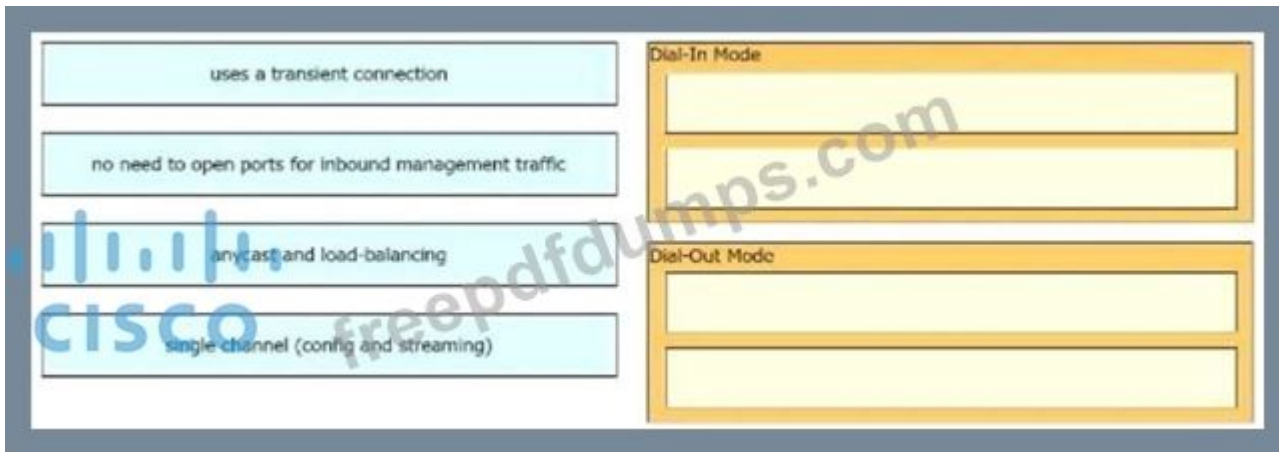 uses a transient connection
no need to open ports for inbound management traffic
anycast and load-balancing
single channel (config and streaming)
Dial-In Mode
Dial-Out Mode
CISCO
freepdfdumps.com